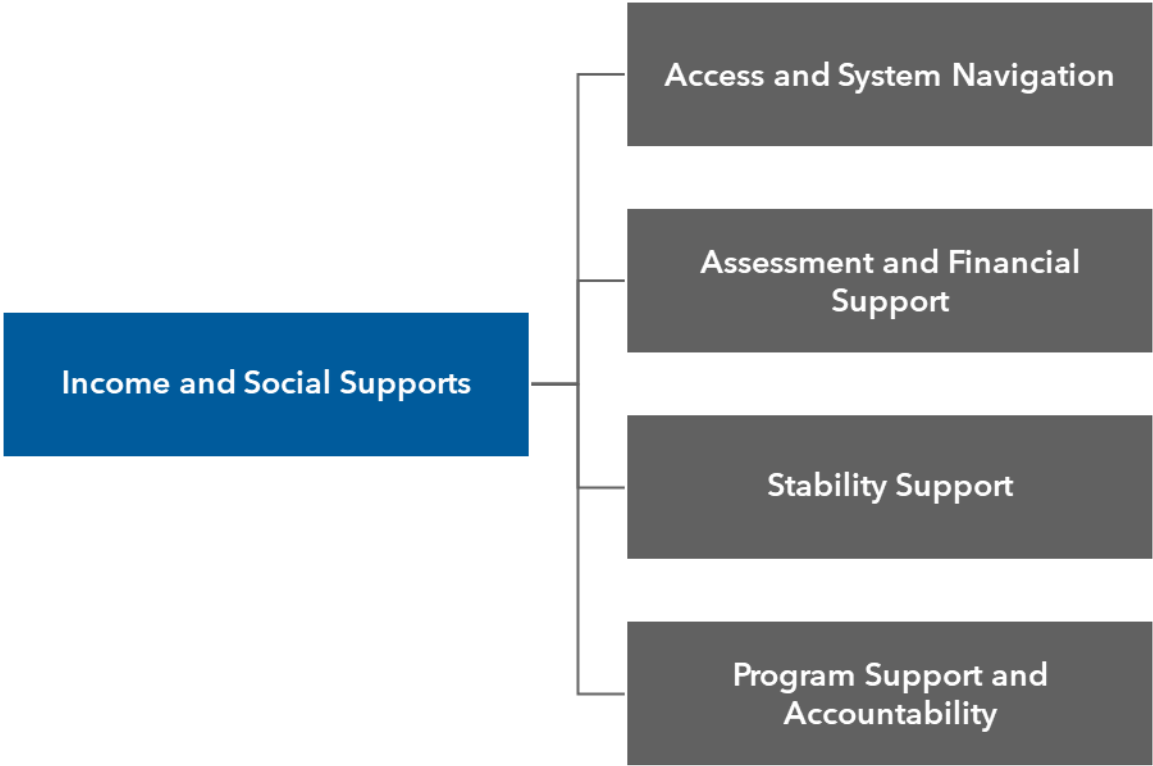 Access and System Navigation
Assessment and Financial
Support
Income and Social Supports
Stability Support
Program Support and
Accountability